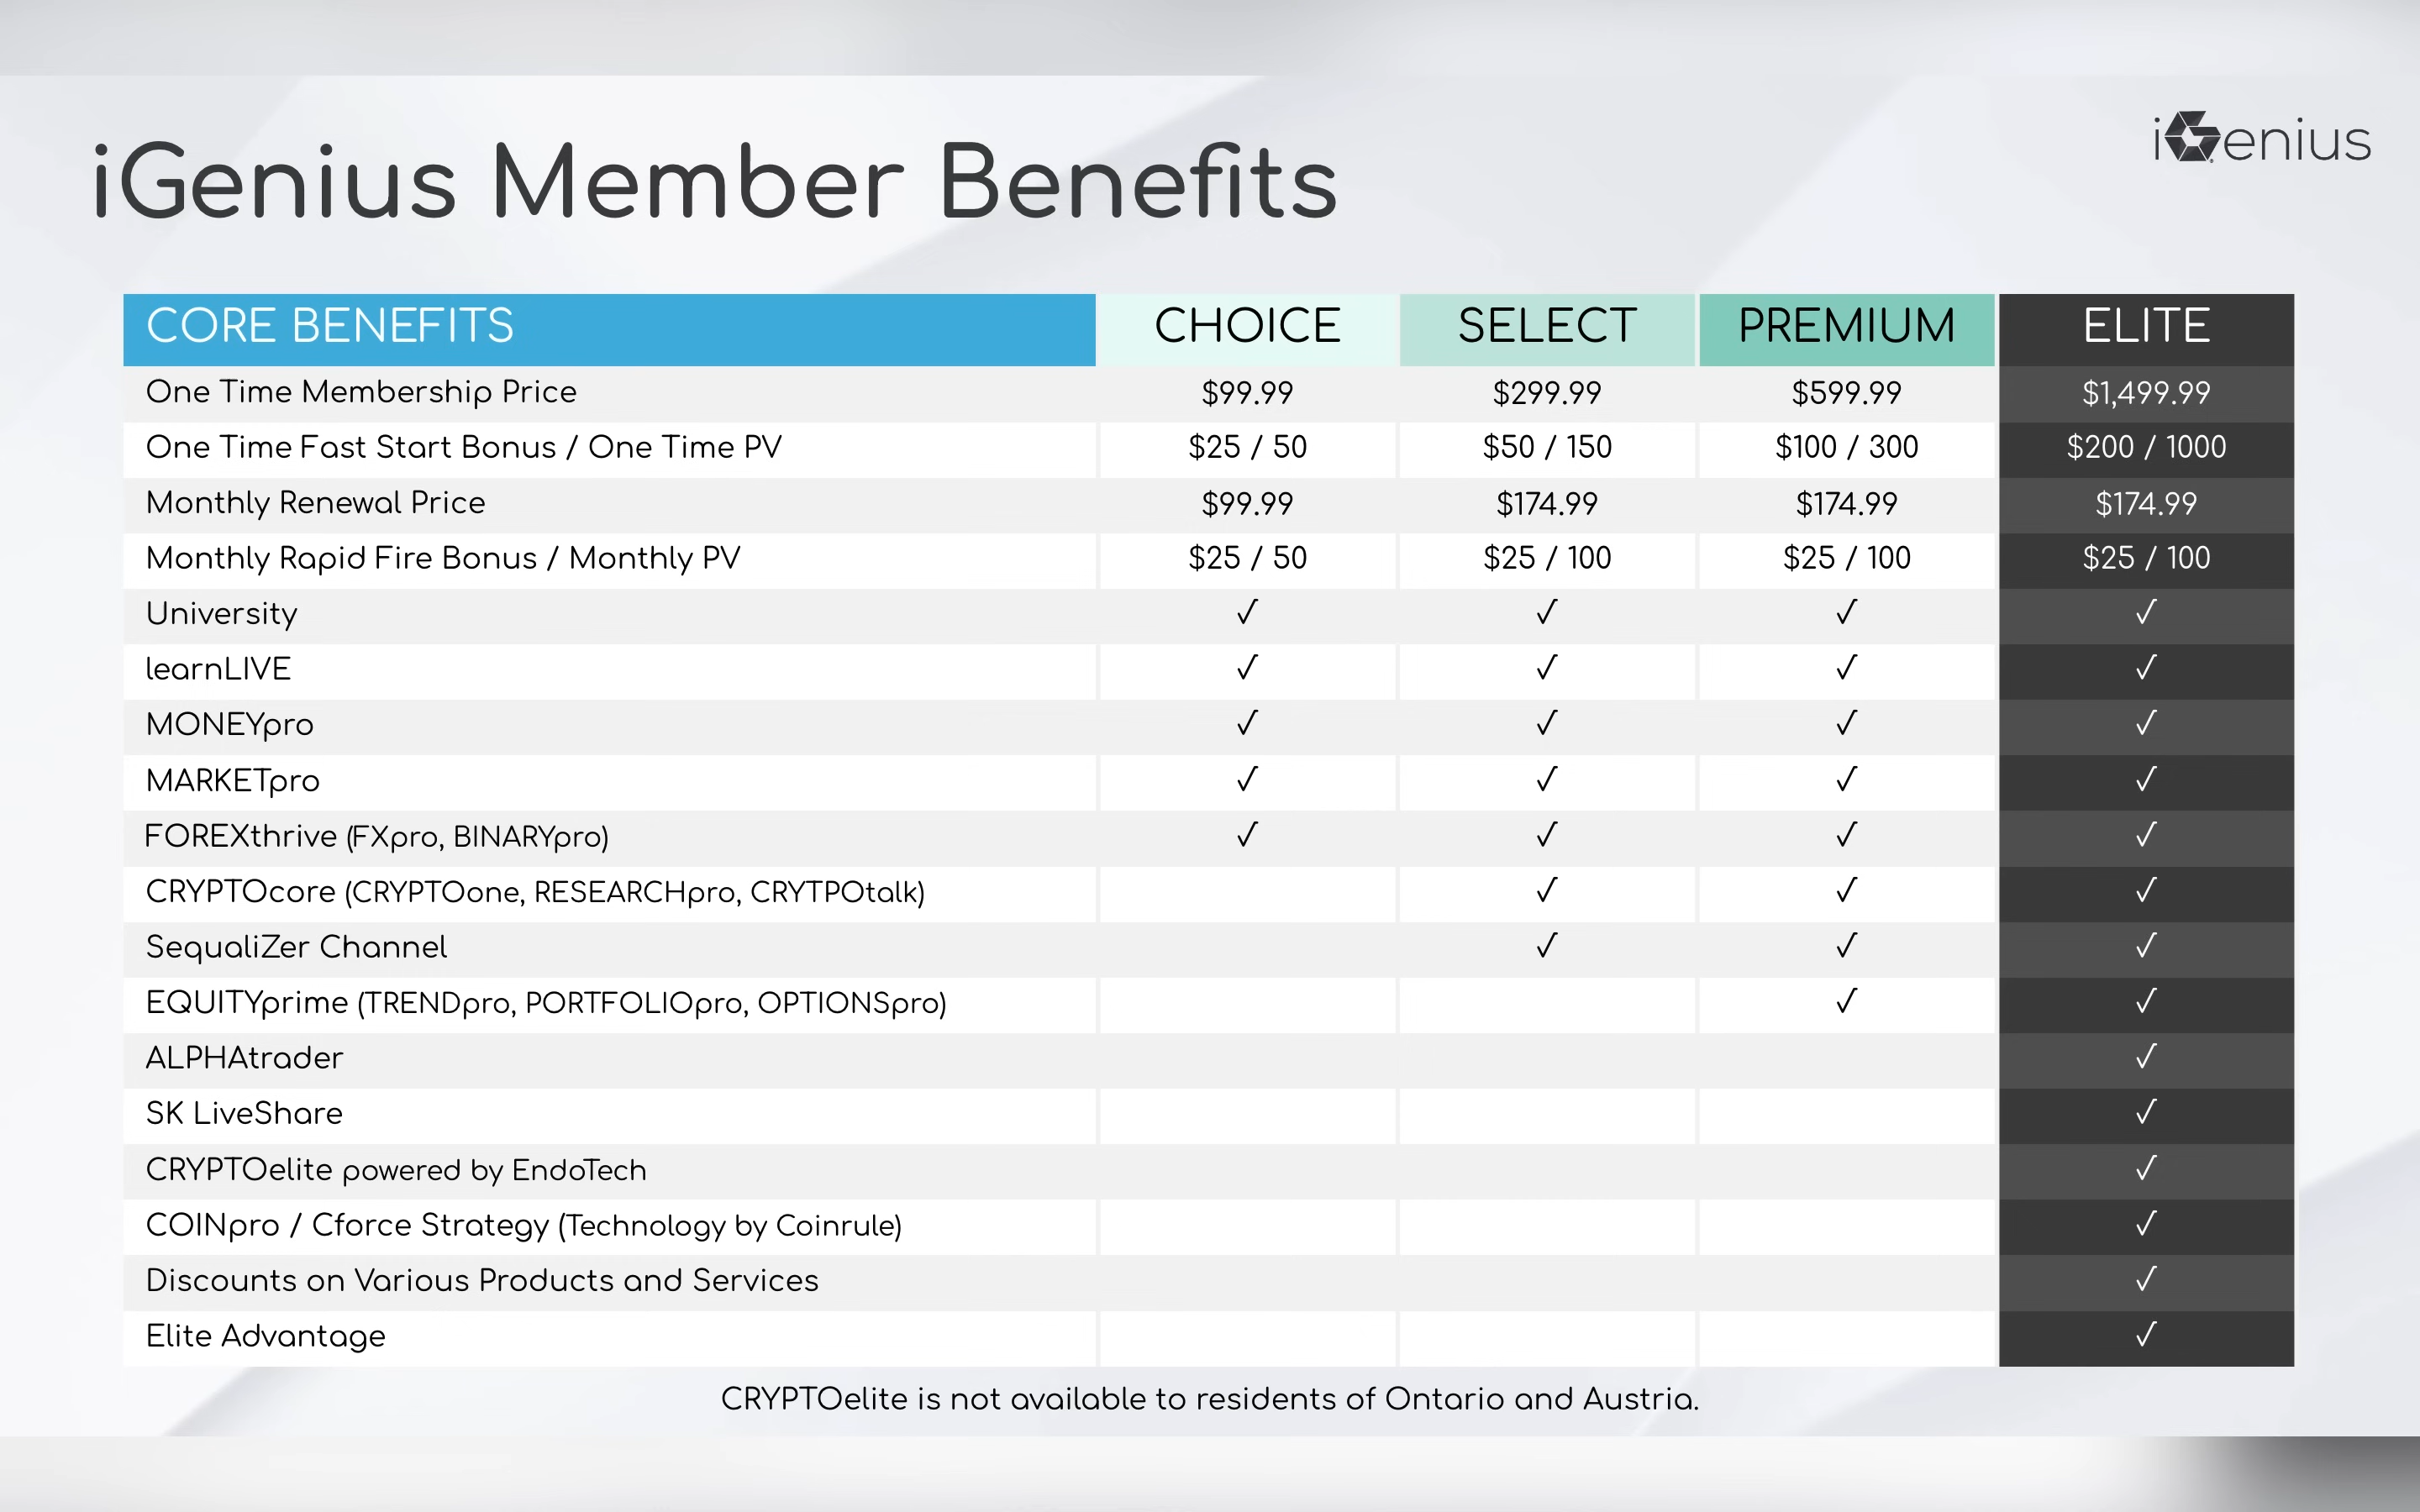 iGenius
iGenius Member Benefits
CORE BENEFITS CHOICE SELECT PREMIUM ELITE
One Time Membership Price $99.99 $299.99 $599.99 $1,499.99
One Time Fast Start Bonus / One Time PV $25 / 50 $50 / 150 $100 / 300 $200 / 1000
Monthly Renewal Price $99.99 $174.99 $174.99 $174.99
Monthly Rapid Fire Bonus / Monthly PV $25 / 50 $25 / 100 $25 / 100 $25 / 100
University ✓ ✓ ✓ ✓
learnLIVE ✓ ✓ ✓ ✓
MONEYpro ✓ ✓ ✓ ✓
MARKETpro ✓ ✓ ✓ ✓
FOREXthrive (FXpro, BINARYpro) ✓ ✓ ✓ ✓
CRYPTOcore (CRYPTOone, RESEARCHpro, CRYTPOtalk) ✓ ✓ ✓
SequaliZer Channel ✓ ✓ ✓
EQUITYprime (TRENDpro, PORTFOLIOpro, OPTIONSpro) ✓ ✓
ALPHAtrader ✓
SK LiveShare ✓
CRYPTOelite powered by EndoTech ✓
COINpro / Cforce Strategy (Technology by Coinrule) ✓
Discounts on Various Products and Services ✓
Elite Advantage ✓
CRYPTOelite is not available to residents of Ontario and Austria.